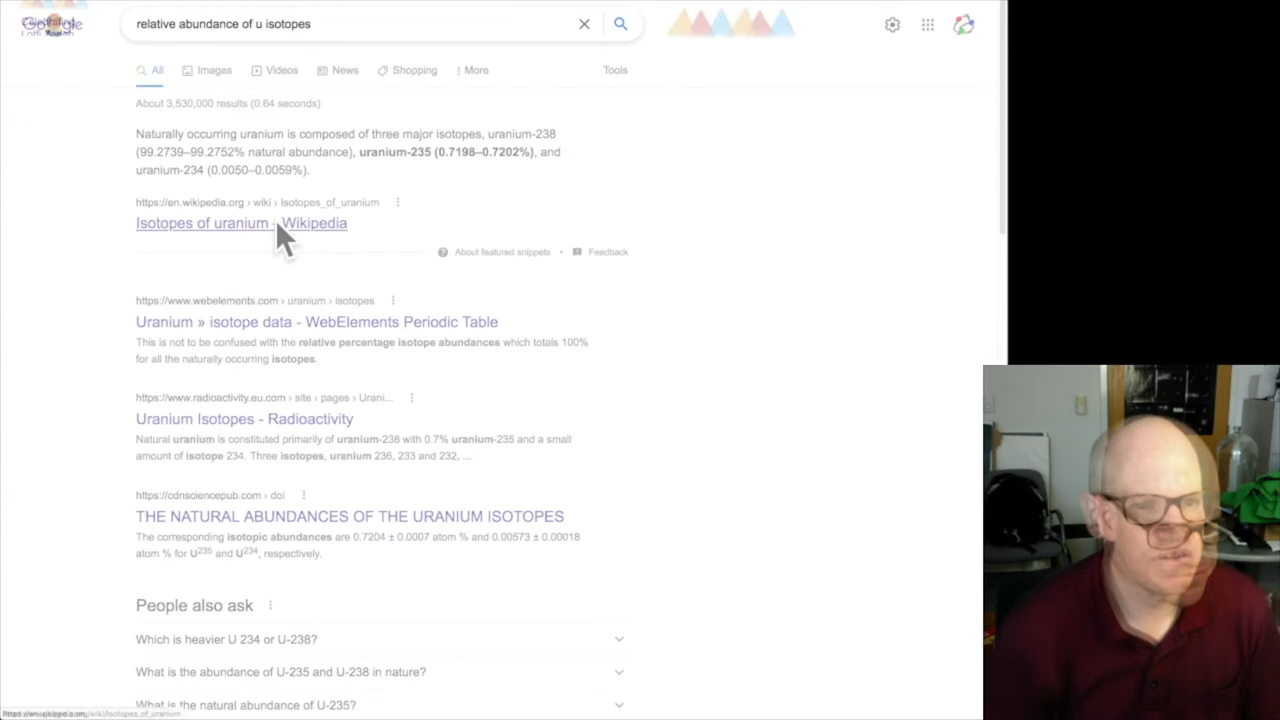 relative abundance of u isotopes
All
Images
Videos
News
Shopping
More
Tools
About 3,530,000 results (0.64 seconds)
Naturally occurring uranium is composed of three major isotopes, uranium-238
(99.2739–99.2752% natural abundance), uranium-235 (0.7198–0.7202%), and
uranium-234 (0.0050–0.0059%).
https://en.wikipedia.org › wiki › Isotopes_of_uranium
Isotopes of uranium - Wikipedia
About featured snippets • Feedback
https://www.webelements.com › uranium › isotopes
Uranium » isotope data - WebElements Periodic Table
This is not to be confused with the relative percentage isotope abundances which totals 100%
for all the naturally occurring isotopes.
https://www.radioactivity.eu.com › site › pages › Urani...
Uranium Isotopes - Radioactivity
Natural uranium is constituted primarily of uranium-238 with 0.7% uranium-235 and a small
amount of isotope 234. Three isotopes, uranium 236, 233 and 232, ...
https://cdnsciencepub.com › doi
THE NATURAL ABUNDANCES OF THE URANIUM ISOTOPES
The corresponding isotopic abundances are 0.7204 ± 0.0007 atom % and 0.00573 ± 0.00018
atom % for U235 and U234, respectively.
People also ask
Which is heavier U 234 or U-238?
What is the abundance of U-235 and U-238 in nature?
What is the natural abundance of U-235?